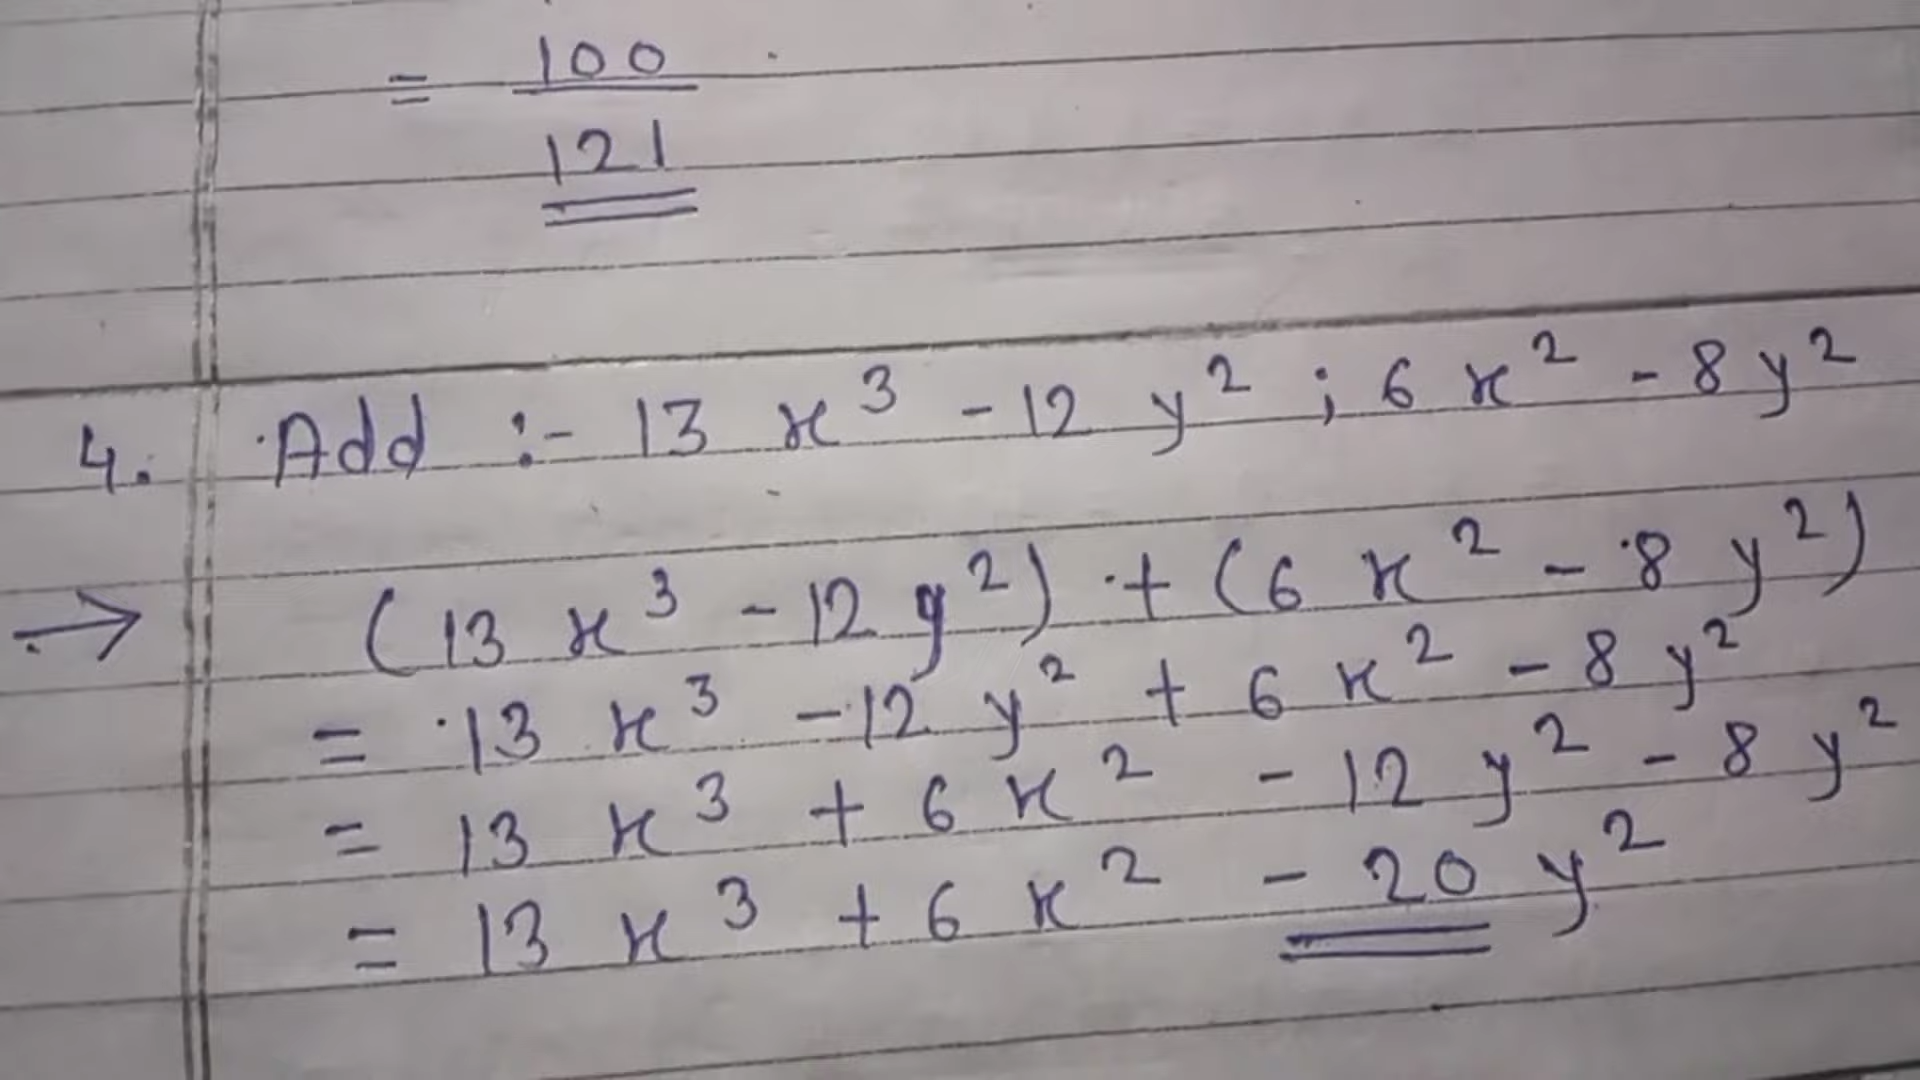 = 100
121
4. Add :- 13 x³ - 12 y² ; 6 x² - 8 y²
→ (13 x³ - 12 y²) + (6 x² - 8 y²)
= 13 x³ - 12 y² + 6 x² - 8 y²
= 13 x³ + 6 x² - 12 y² - 8 y²
= 13 x³ + 6 x² - 20 y²